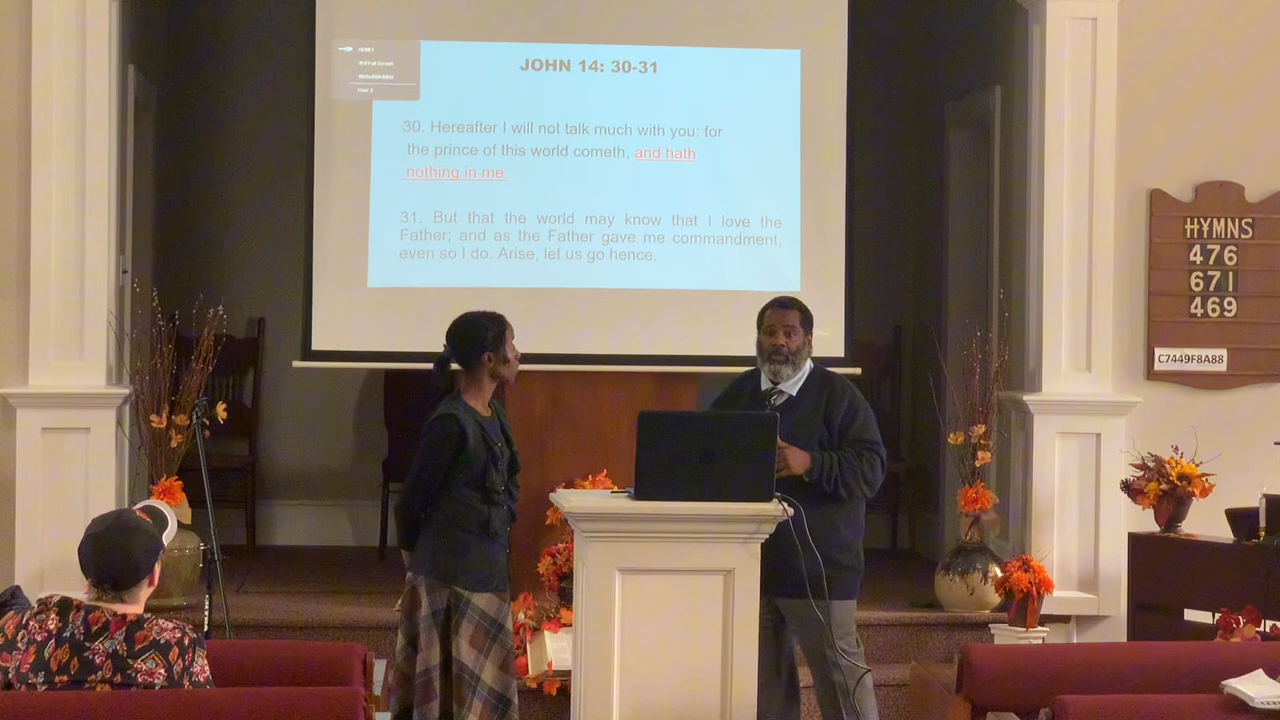 JOHN 14: 30-31
30. Hereafter I will not talk much with you: for
the prince of this world cometh, and hath
nothing in me.
31. But that the world may know that I love the
Father; and as the Father gave me commandment,
even so I do. Arise, let us go hence.
HYMNS
476
671
469
C7449F8A88